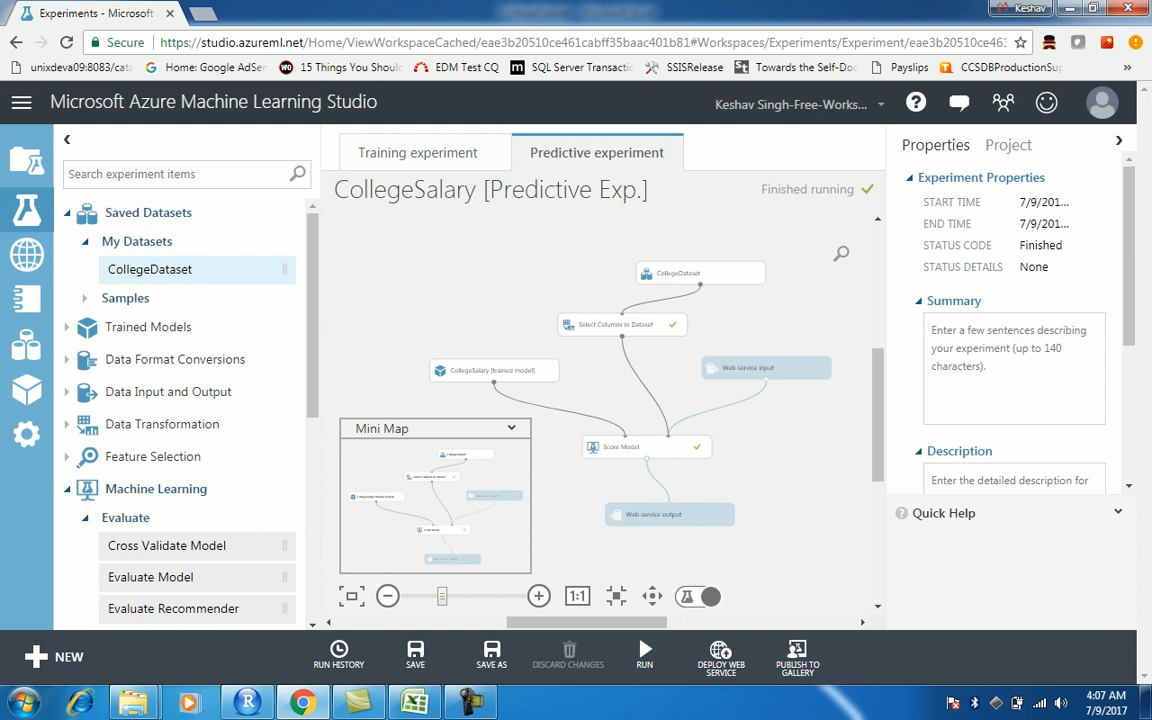 Experiments - Microsoft
Keshav
Secure
https://studio.azureml.net/Home/ViewWorkspaceCached/eae3b20510ce461cabff35baac401b81#Workspaces/Experiments/Experiment/eae3b20510ce461
unixdeva09:8083/cata
Home: Google AdSen
15 Things You Should
EDM Test CQ
SQL Server Transactio
SSISRelease
Towards the Self-Doc
Payslips
CCSDBProductionSup
»
Microsoft Azure Machine Learning Studio
Keshav Singh-Free-Works...
Search experiment items
Saved Datasets
My Datasets
CollegeDataset
Samples
Trained Models
Data Format Conversions
Data Input and Output
Data Transformation
Feature Selection
Machine Learning
Evaluate
Cross Validate Model
Evaluate Model
Evaluate Recommender
Training experiment
Predictive experiment
CollegeSalary [Predictive Exp.]
Finished running
CollegeDataset
Select Columns in Dataset
CollegeSalary [trained model]
Web service input
Score Model
Web service output
Mini Map
1:1
Properties
Project
Experiment Properties
START TIME 7/9/201...
END TIME 7/9/201...
STATUS CODE Finished
STATUS DETAILS None
Summary
Enter a few sentences describing
your experiment (up to 140
characters).
Description
Enter the detailed description for
Quick Help
NEW
RUN HISTORY
SAVE
SAVE AS
DISCARD CHANGES
RUN
DEPLOY WEB
SERVICE
PUBLISH TO
GALLERY
4:07 AM
7/9/2017